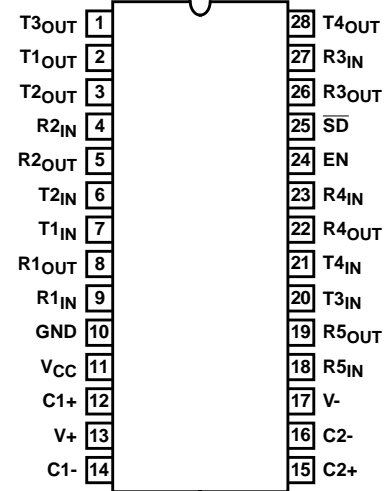 T3OUT 1 28 T4OUT
T1OUT 2 27 R3IN
T2OUT 3 26 R3OUT
R2IN 4 25 S̅D̅
R2OUT 5 24 EN
T2IN 6 23 R4IN
T1IN 7 22 R4OUT
R1OUT 8 21 T4IN
R1IN 9 20 T3IN
GND 10 19 R5OUT
VCC 11 18 R5IN
C1+ 12 17 V-
V+ 13 16 C2-
C1- 14 15 C2+